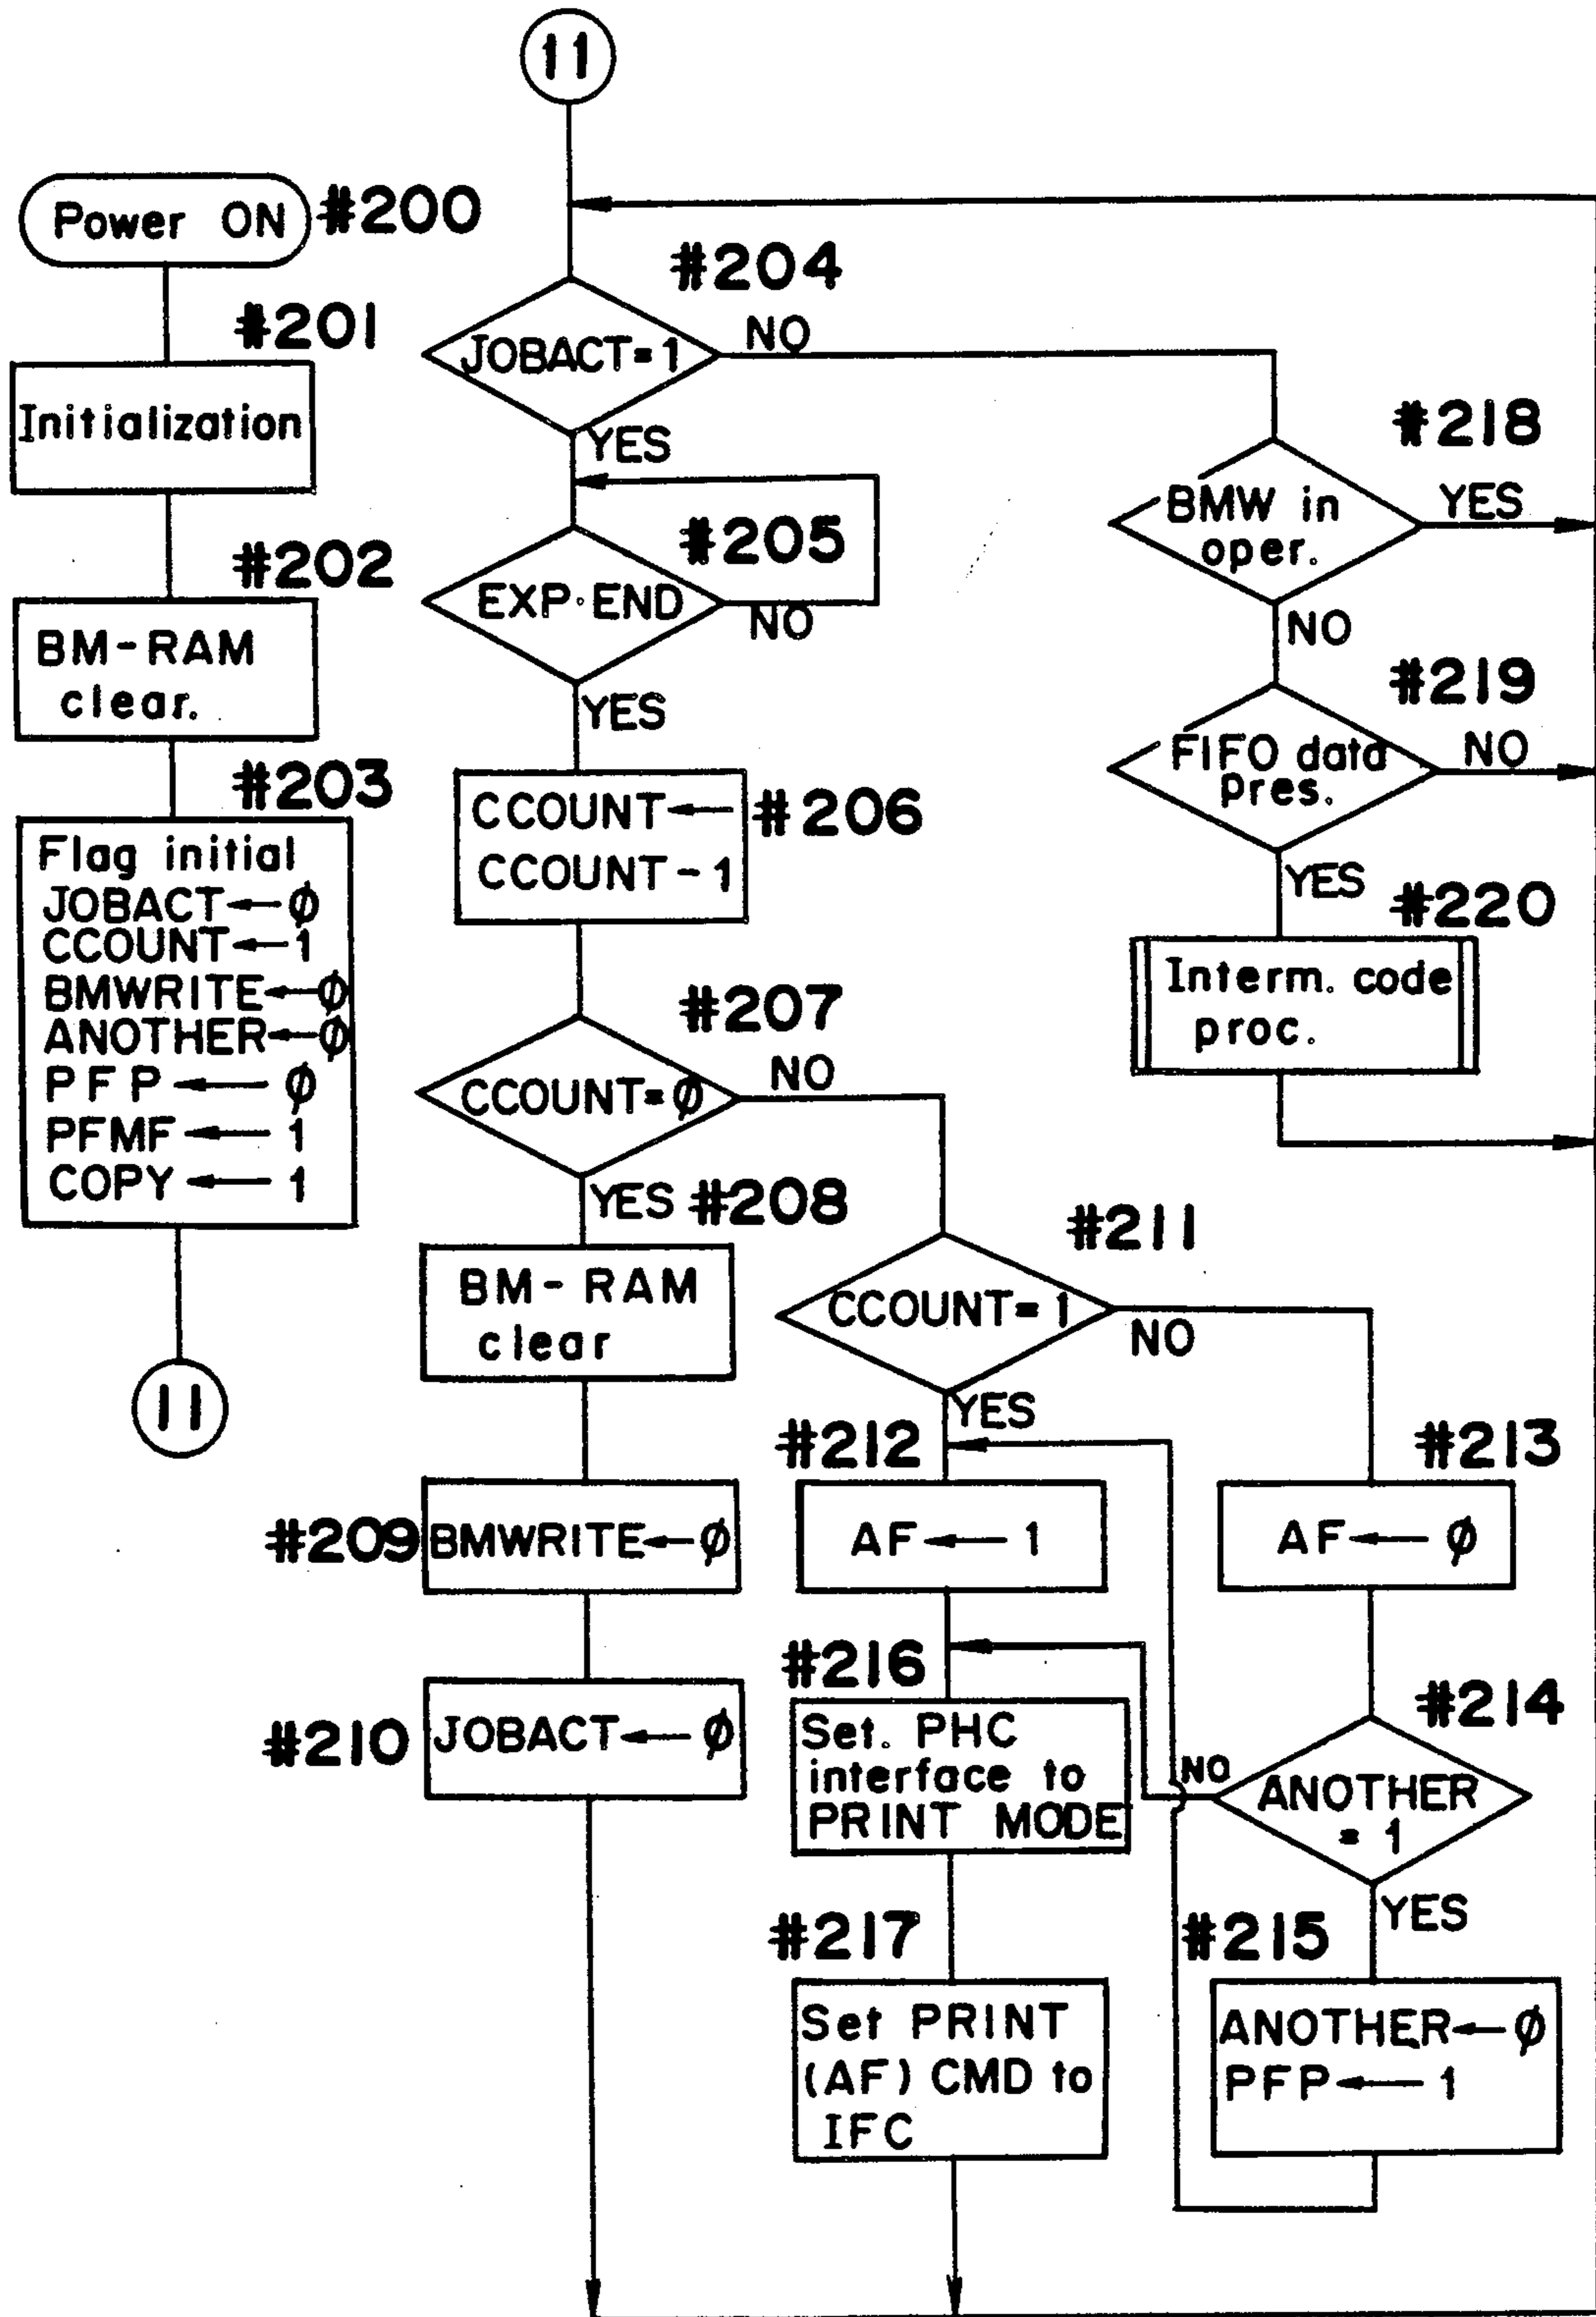 11
Power ON #200
#201
Initialization
#202
BM-RAM
clear.
#203
Flag initial
JOBACT←∅
CCOUNT←1
BMWRITE←∅
ANOTHER←∅
PFP←∅
PFMF←1
COPY←1
11
#204
JOBACT=1
NO
YES
#205
EXP.END
NO
YES
#206
CCOUNT←
CCOUNT-1
#207
CCOUNT=∅
NO
YES
#208
BM-RAM
clear
#209
BMWRITE←∅
#210
JOBACT←∅
#211
CCOUNT=1
NO
YES
#212
AF←1
#213
AF←∅
#214
ANOTHER
=1
NO
YES
#215
ANOTHER←∅
PFP←1
#216
Set. PHC
interface to
PRINT MODE
#217
Set PRINT
(AF) CMD to
IFC
#218
BMW in
oper.
YES
NO
#219
FIFO data
pres.
NO
YES
#220
Interm. code
proc.